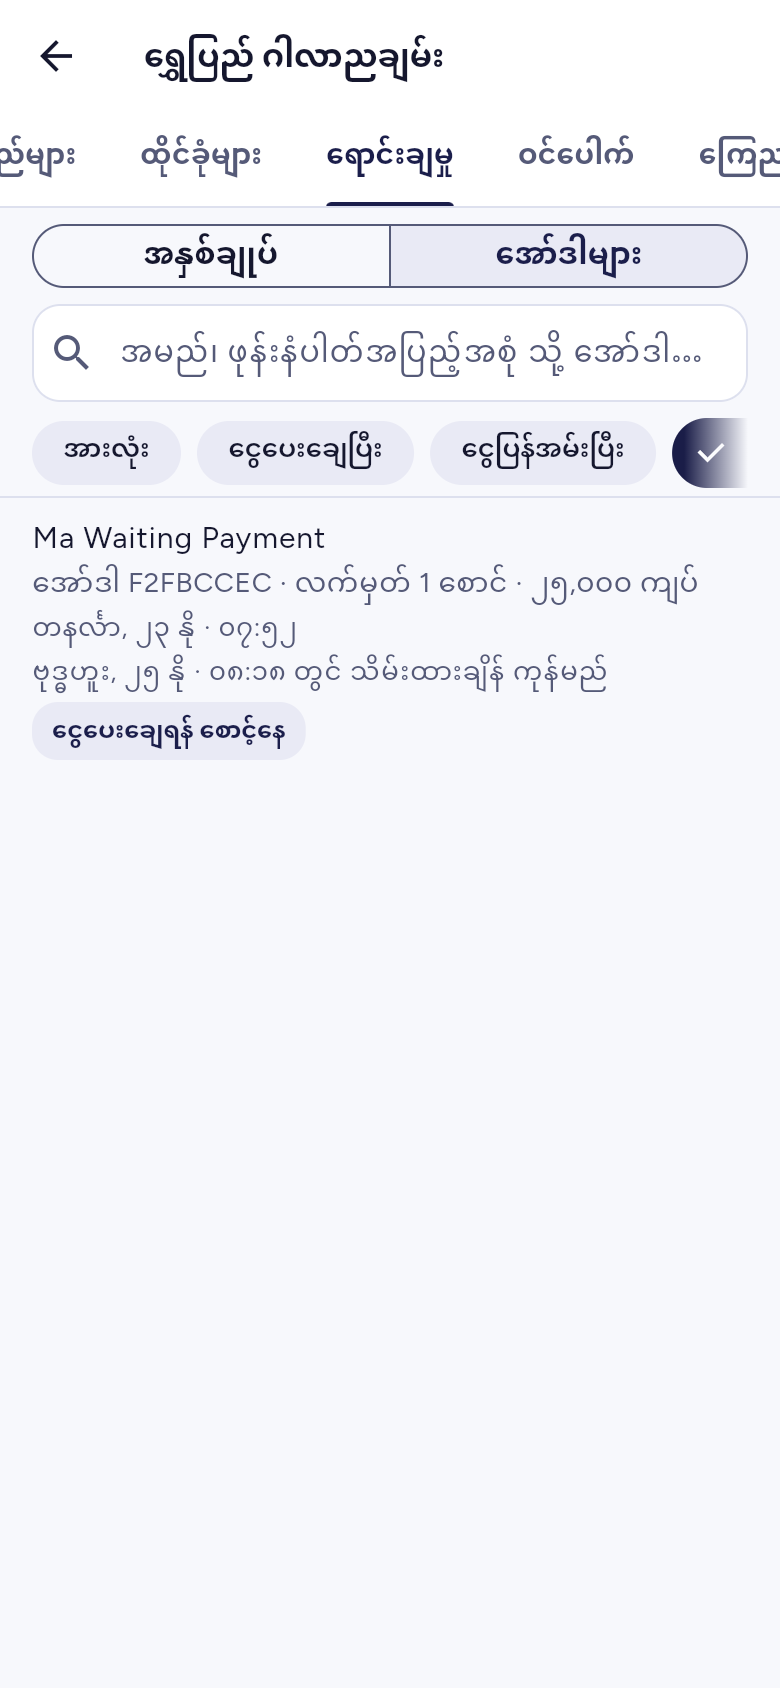 ရွှေပြည် ဂါလာညချမ်း
ည်များ ထိုင်ခုံများ ရောင်းချမှု ဝင်ပေါက် ကြေည
အနှစ်ချုပ် အော်ဒါများ
အမည်၊ ဖုန်းနံပါတ်အပြည့်အစုံ သို့ အော်ဒါ...
အားလုံး ငွေပေးချေပြီး ငွေပြန်အမ်းပြီး
Ma Waiting Payment
အော်ဒါ F2FBCCEC · လက်မှတ် 1 စောင် · ၂၅,၀၀၀ ကျပ်
တနင်္လာ, ၂၃ နို · ၀၇:၅၂
ဗုဒ္ဓဟူး, ၂၅ နို · ၀၈:၁၈ တွင် သိမ်းထားချိန် ကုန်မည်
ငွေပေးချေရန် စောင့်နေ